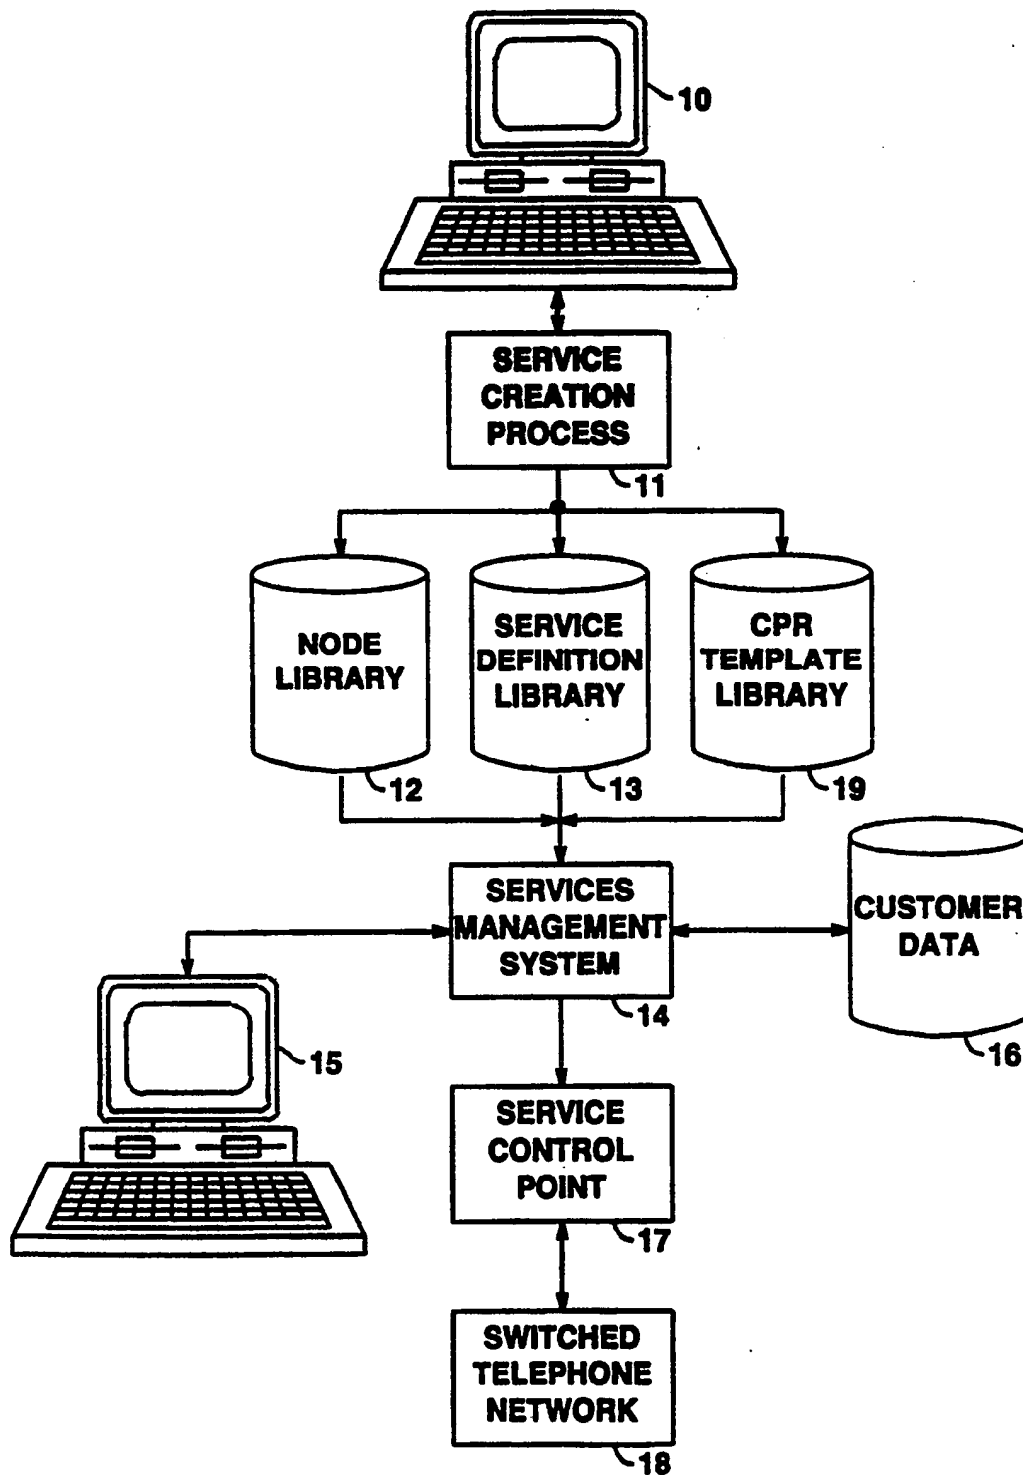 10
SERVICE
CREATION
PROCESS
11
NODE
LIBRARY
12
SERVICE
DEFINITION
LIBRARY
13
CPR
TEMPLATE
LIBRARY
19
SERVICES
MANAGEMENT
SYSTEM
14
CUSTOMER
DATA
16
15
SERVICE
CONTROL
POINT
17
SWITCHED
TELEPHONE
NETWORK
18